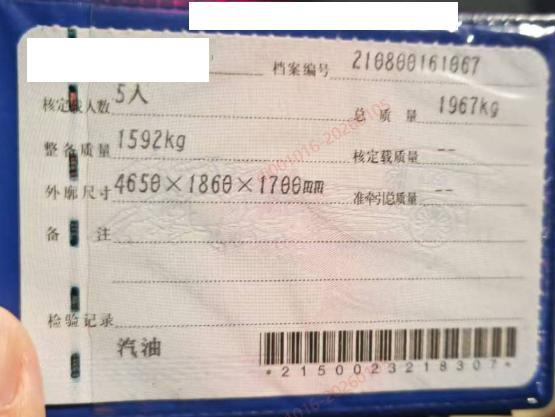 档案编号 210800161067
核定载人数 5人 总质量 1967kg
整备质量 1592kg 核定载质量 --
外廓尺寸 4650×1860×1700mm 准牵引总质量 --
备注
检验记录
汽油
*2150023218307*